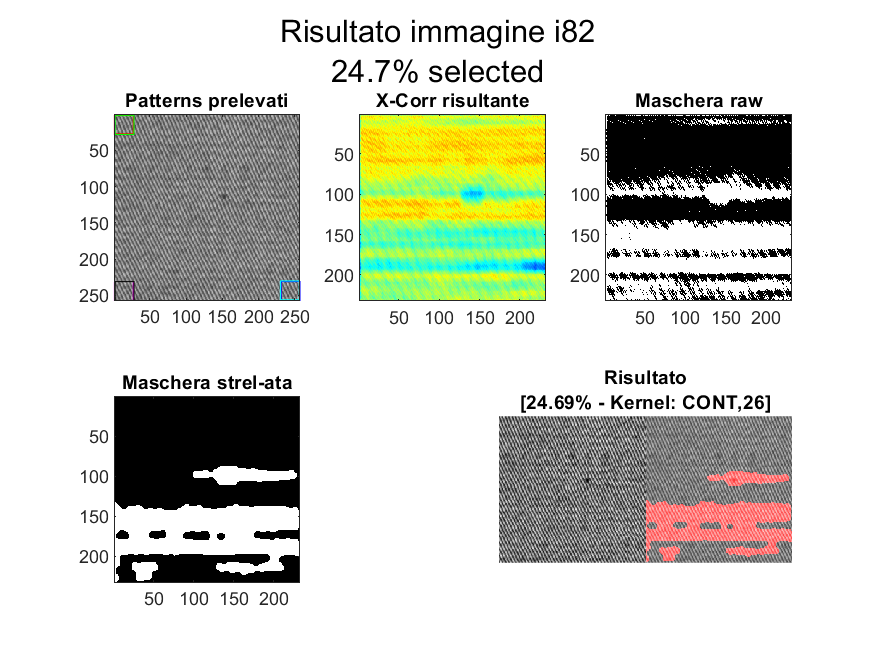 Risultato immagine i82
24.7% selected
Patterns prelevati
50
100
150
200
250
50 100 150 200 250
X-Corr risultante
50
100
150
200
50 100 150 200
Maschera raw
50
100
150
200
50 100 150 200
Maschera strel-ata
50
100
150
200
50 100 150 200
Risultato
[24.69% - Kernel: CONT,26]